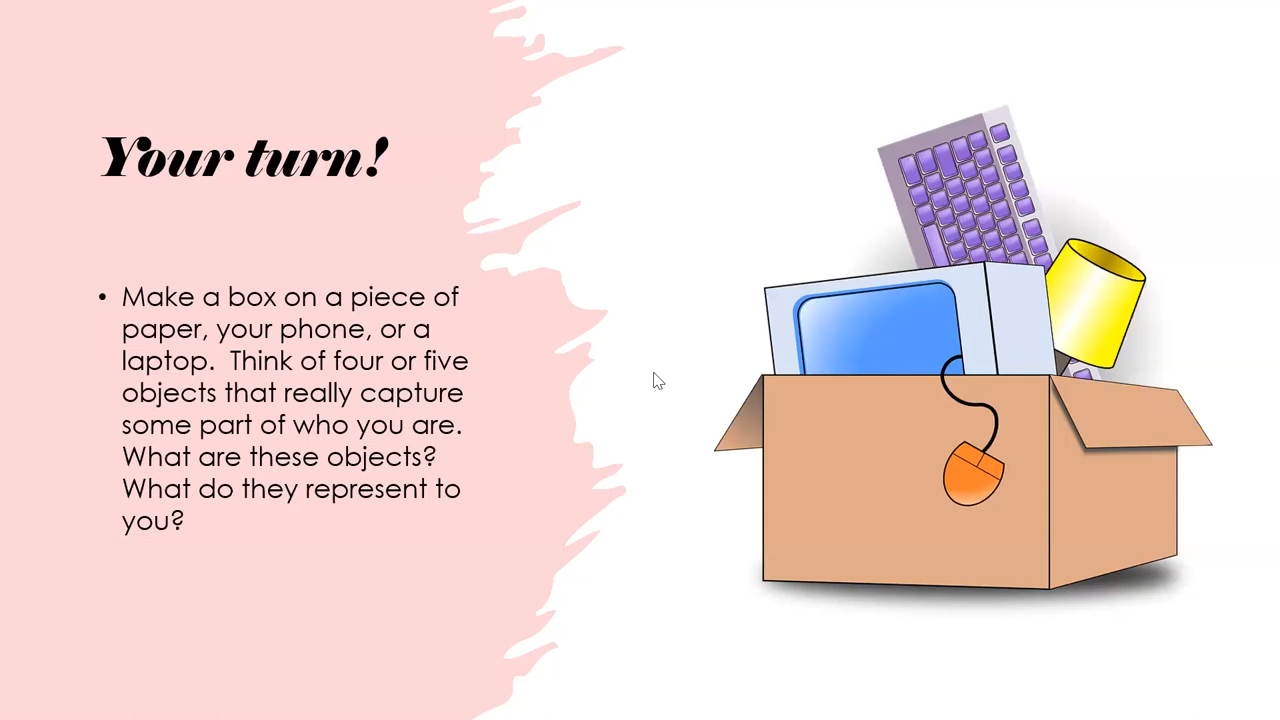 Your turn!
• Make a box on a piece of
paper, your phone, or a
laptop.  Think of four or five
objects that really capture
some part of who you are.
What are these objects?
What do they represent to
you?